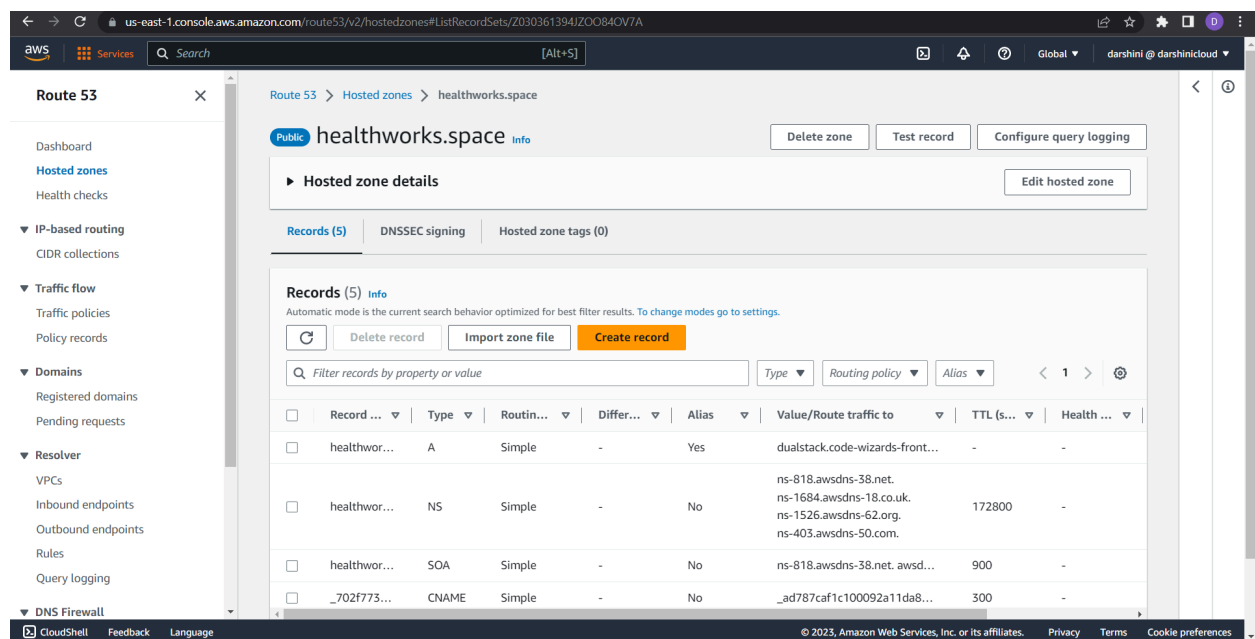 us-east-1.console.aws.amazon.com/route53/v2/hostedzones#ListRecordSets/Z030361394JZOO84OV7A
D
aws
Services
Search
[Alt+S]
Global
darshini @ darshinicloud
Route 53
Dashboard
Hosted zones
Health checks
IP-based routing
CIDR collections
Traffic flow
Traffic policies
Policy records
Domains
Registered domains
Pending requests
Resolver
VPCs
Inbound endpoints
Outbound endpoints
Rules
Query logging
DNS Firewall
Route 53 Hosted zones healthworks.space
Public healthworks.space Info
Delete zone Test record Configure query logging
Hosted zone details
Edit hosted zone
Records (5) DNSSEC signing Hosted zone tags (0)
Records (5) Info
Automatic mode is the current search behavior optimized for best filter results. To change modes go to settings.
Delete record Import zone file Create record
Filter records by property or value
Type Routing policy Alias
1
Record ... Type Routin... Differ... Alias Value/Route traffic to TTL (s... Health ...
healthwor... A Simple - Yes dualstack.code-wizards-front... - -
healthwor... NS Simple - No
ns-818.awsdns-38.net.
ns-1684.awsdns-18.co.uk.
ns-1526.awsdns-62.org.
ns-403.awsdns-50.com.
172800 -
healthwor... SOA Simple - No ns-818.awsdns-38.net. awsd... 900 -
_702f773... CNAME Simple - No _ad787caf1c100092a11da8... 300 -
CloudShell Feedback Language
© 2023, Amazon Web Services, Inc. or its affiliates. Privacy Terms Cookie preferences